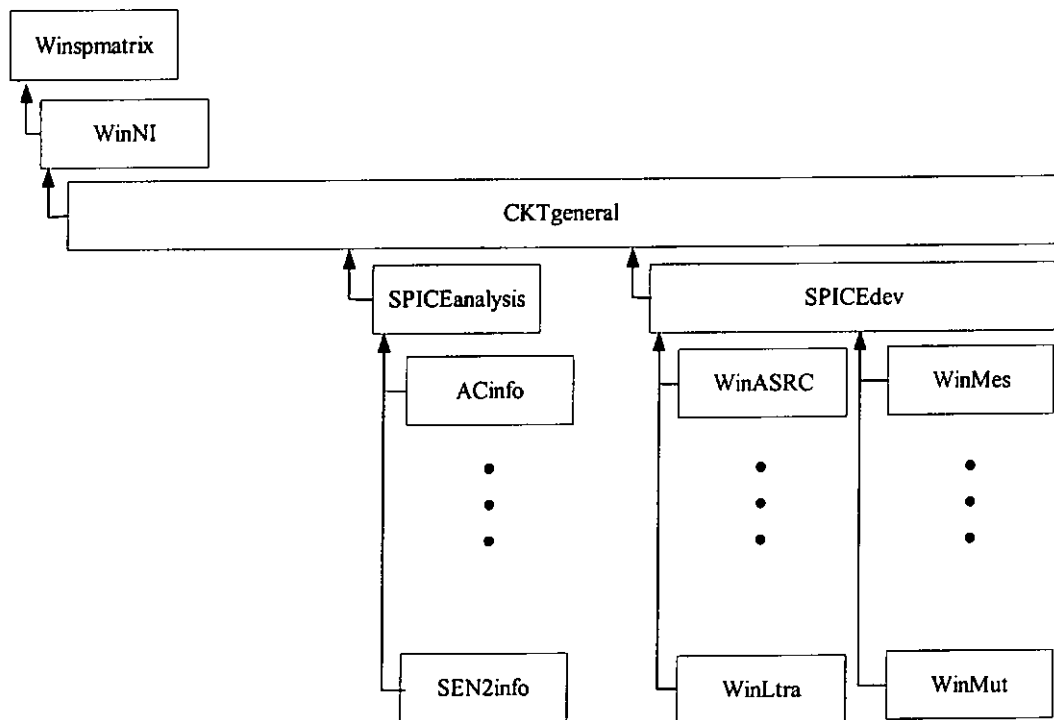 Winspmatrix
WinNI
CKTgeneral
SPICEanalysis
SPICEdev
ACinfo
WinASRC
WinMes
SEN2info
WinLtra
WinMut